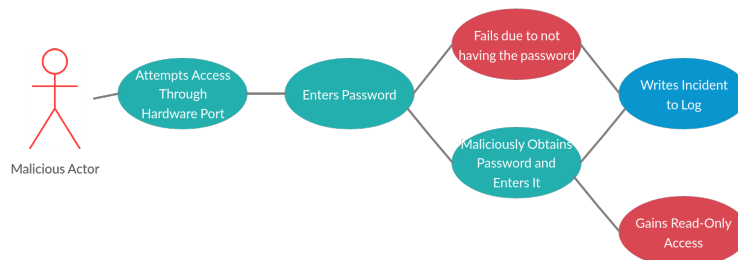 Malicious Actor
Attempts Access
Through
Hardware Port
Enters Password
Fails due to not
having the password
Maliciously Obtains
Password and
Enters It
Writes Incident
to Log
Gains Read-Only
Access